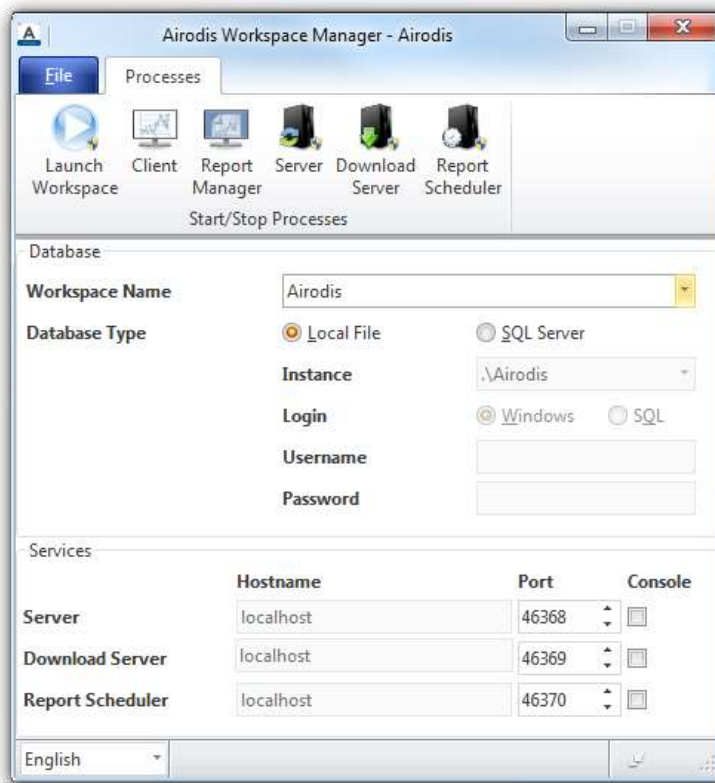 A
Airodis Workspace Manager - Airodis
File Processes
Launch Workspace
Client
Report Manager
Server
Download Server
Report Scheduler
Start/Stop Processes
Database
Workspace Name Airodis
Database Type Local File SQL Server
Instance .\Airodis
Login Windows SQL
Username
Password
Services
Hostname Port Console
Server localhost 46368
Download Server localhost 46369
Report Scheduler localhost 46370
English